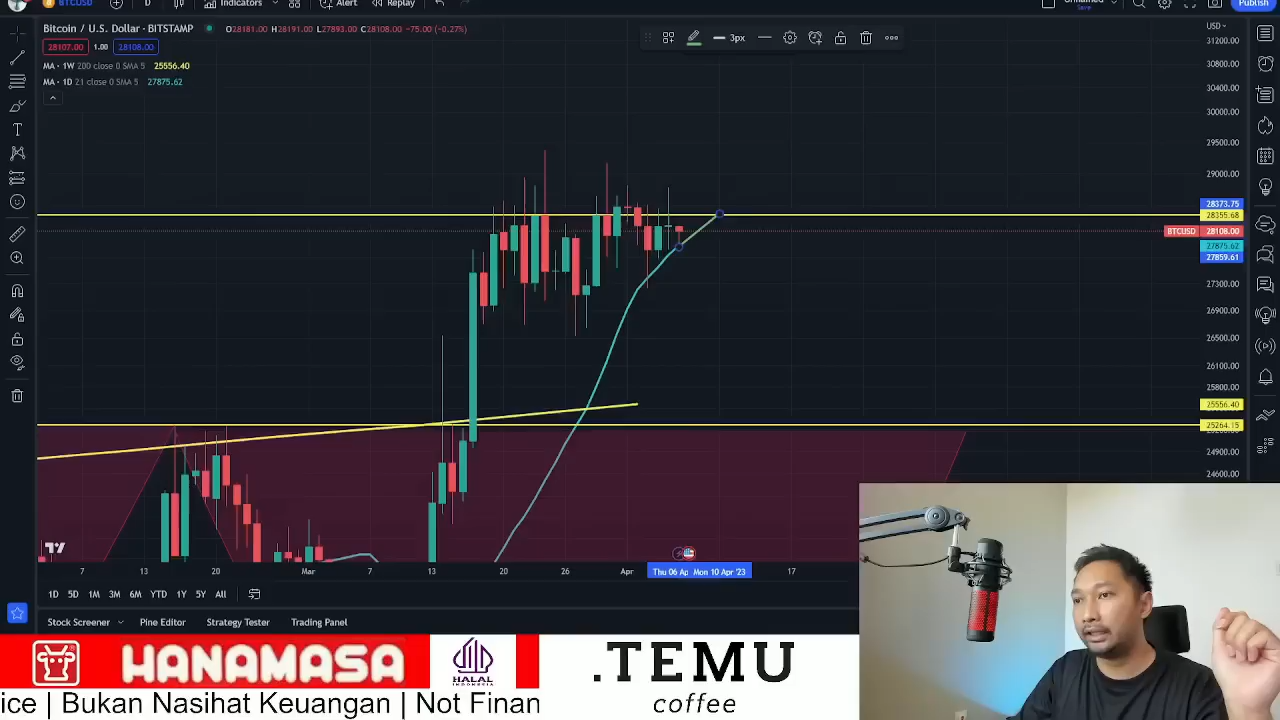 BTCUSD
D
Indicators
Alert
Replay
Unnamed
Save
Publish
Bitcoin / U.S. Dollar · BITSTAMP
O28181.00 H28191.00 L27893.00 C28108.00 −75.00 (−0.27%)
28107.00 1.00 28108.00
MA · 1W 200 close 0 SMA 5 25556.40
MA · 1D 21 close 0 SMA 5 27875.62
3px
USD
31200.00
30800.00
30400.00
30000.00
29500.00
29000.00
28373.75
28355.68
BTCUSD 28108.00
27875.62
27859.61
27300.00
26900.00
26500.00
26100.00
25800.00
25556.40
25264.15
24900.00
24600.00
7
13
20
Mar
7
13
20
26
Apr
Thu 06 Ap
Mon 10 Apr '23
17
1D 5D 1M 3M 6M YTD 1Y 5Y All
Stock Screener
Pine Editor
Strategy Tester
Trading Panel
HANAMASA
HALAL
INDONESIA
.TEMU
coffee
ice | Bukan Nasihat Keuangan | Not Finan